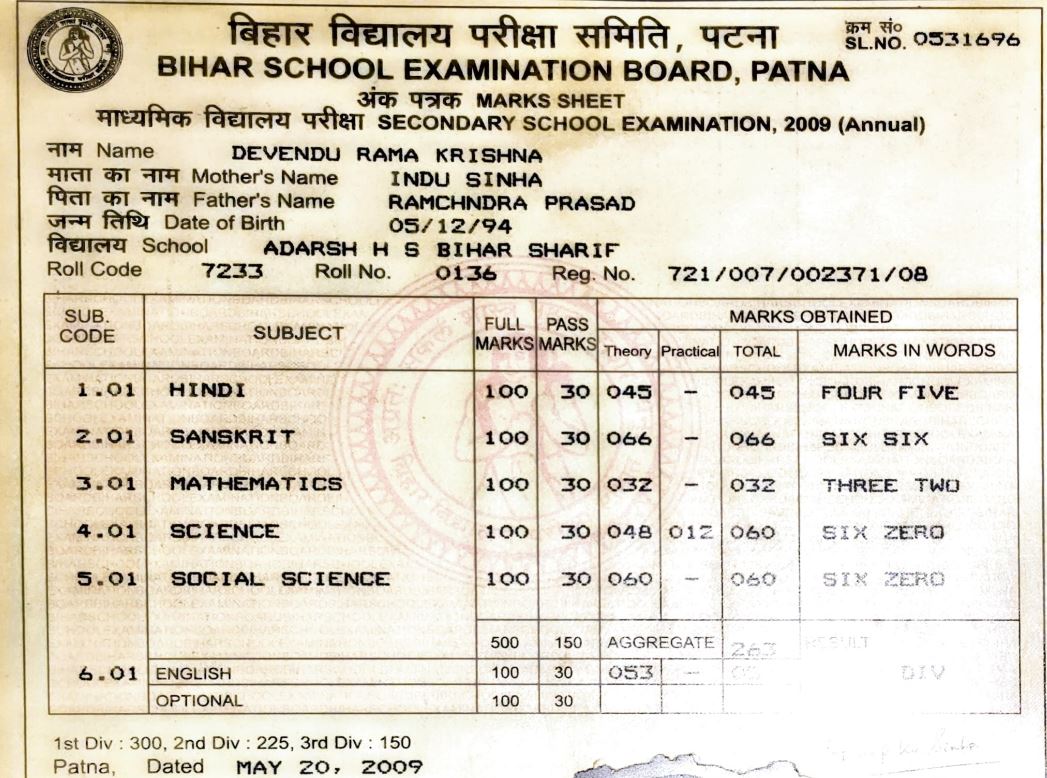 बिहार विद्यालय परीक्षा समिति, पटना
क्रम सं०
SL.NO. 0531696
BIHAR SCHOOL EXAMINATION BOARD, PATNA
अंक पत्रक MARKS SHEET
माध्यमिक विद्यालय परीक्षा SECONDARY SCHOOL EXAMINATION, 2009 (Annual)
नाम Name DEVENDU RAMA KRISHNA
माता का नाम Mother's Name INDU SINHA
पिता का नाम Father's Name RAMCHNDRA PRASAD
जन्म तिथि Date of Birth 05/12/94
विद्यालय School ADARSH H S BIHAR SHARIF
Roll Code 7233 Roll No. 0136 Reg. No. 721/007/002371/08
SUB. CODE SUBJECT FULL MARKS PASS MARKS MARKS OBTAINED
Theory Practical TOTAL MARKS IN WORDS
1.01 HINDI 100 30 045 - 045 FOUR FIVE
2.01 SANSKRIT 100 30 066 - 066 SIX SIX
3.01 MATHEMATICS 100 30 032 - 032 THREE TWO
4.01 SCIENCE 100 30 048 012 060 SIX ZERO
5.01 SOCIAL SCIENCE 100 30 060 - 060 SIX ZERO
500 150 AGGREGATE 263 RESULT
6.01 ENGLISH 100 30 053 - DIV
OPTIONAL 100 30
1st Div : 300, 2nd Div : 225, 3rd Div : 150
Patna, Dated MAY 20, 2009